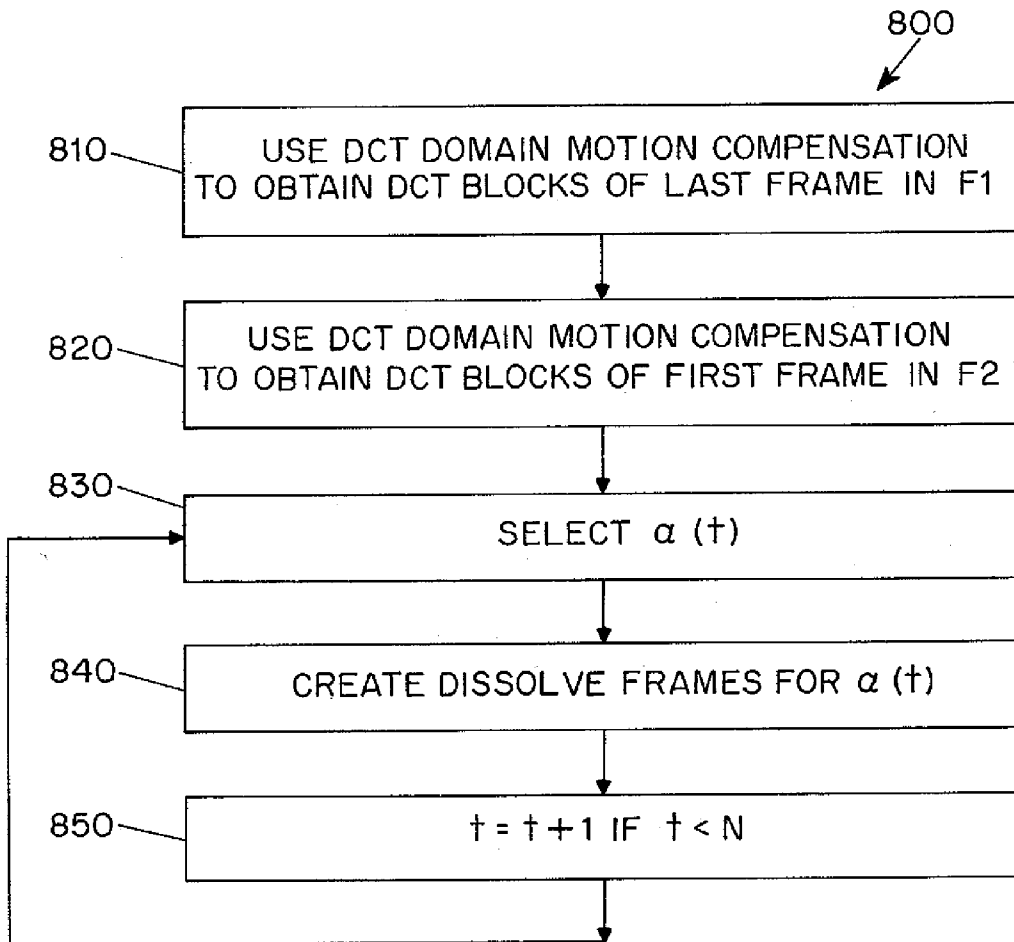 800
810
USE DCT DOMAIN MOTION COMPENSATION
TO OBTAIN DCT BLOCKS OF LAST FRAME IN F1
820
USE DCT DOMAIN MOTION COMPENSATION
TO OBTAIN DCT BLOCKS OF FIRST FRAME IN F2
830
SELECT α (†)
840
CREATE DISSOLVE FRAMES FOR α (†)
850
† = † + 1 IF † < N